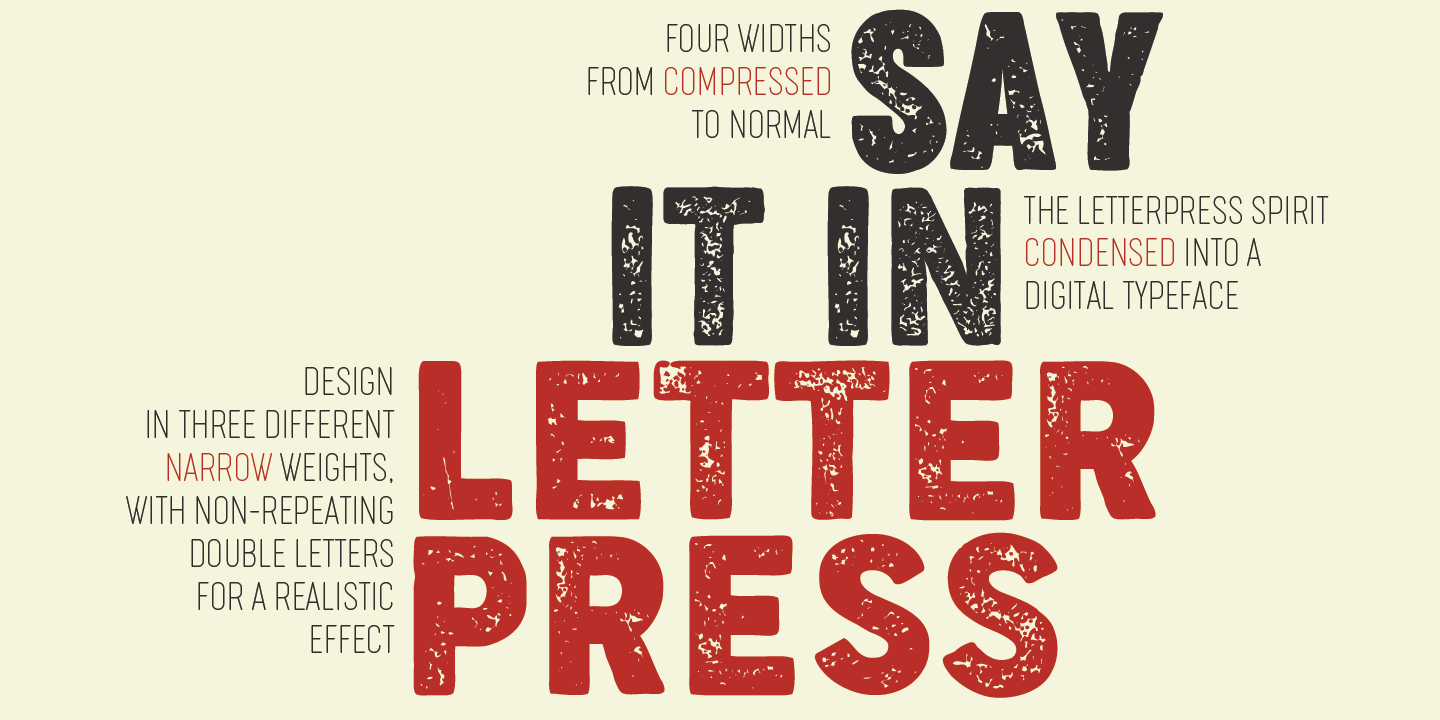 FOUR WIDTHS
FROM COMPRESSED
TO NORMAL
SAY
IT IN
THE LETTERPRESS SPIRIT
CONDENSED INTO A
DIGITAL TYPEFACE
DESIGN
IN THREE DIFFERENT
NARROW WEIGHTS,
WITH NON-REPEATING
DOUBLE LETTERS
FOR A REALISTIC
EFFECT
LETTER
PRESS